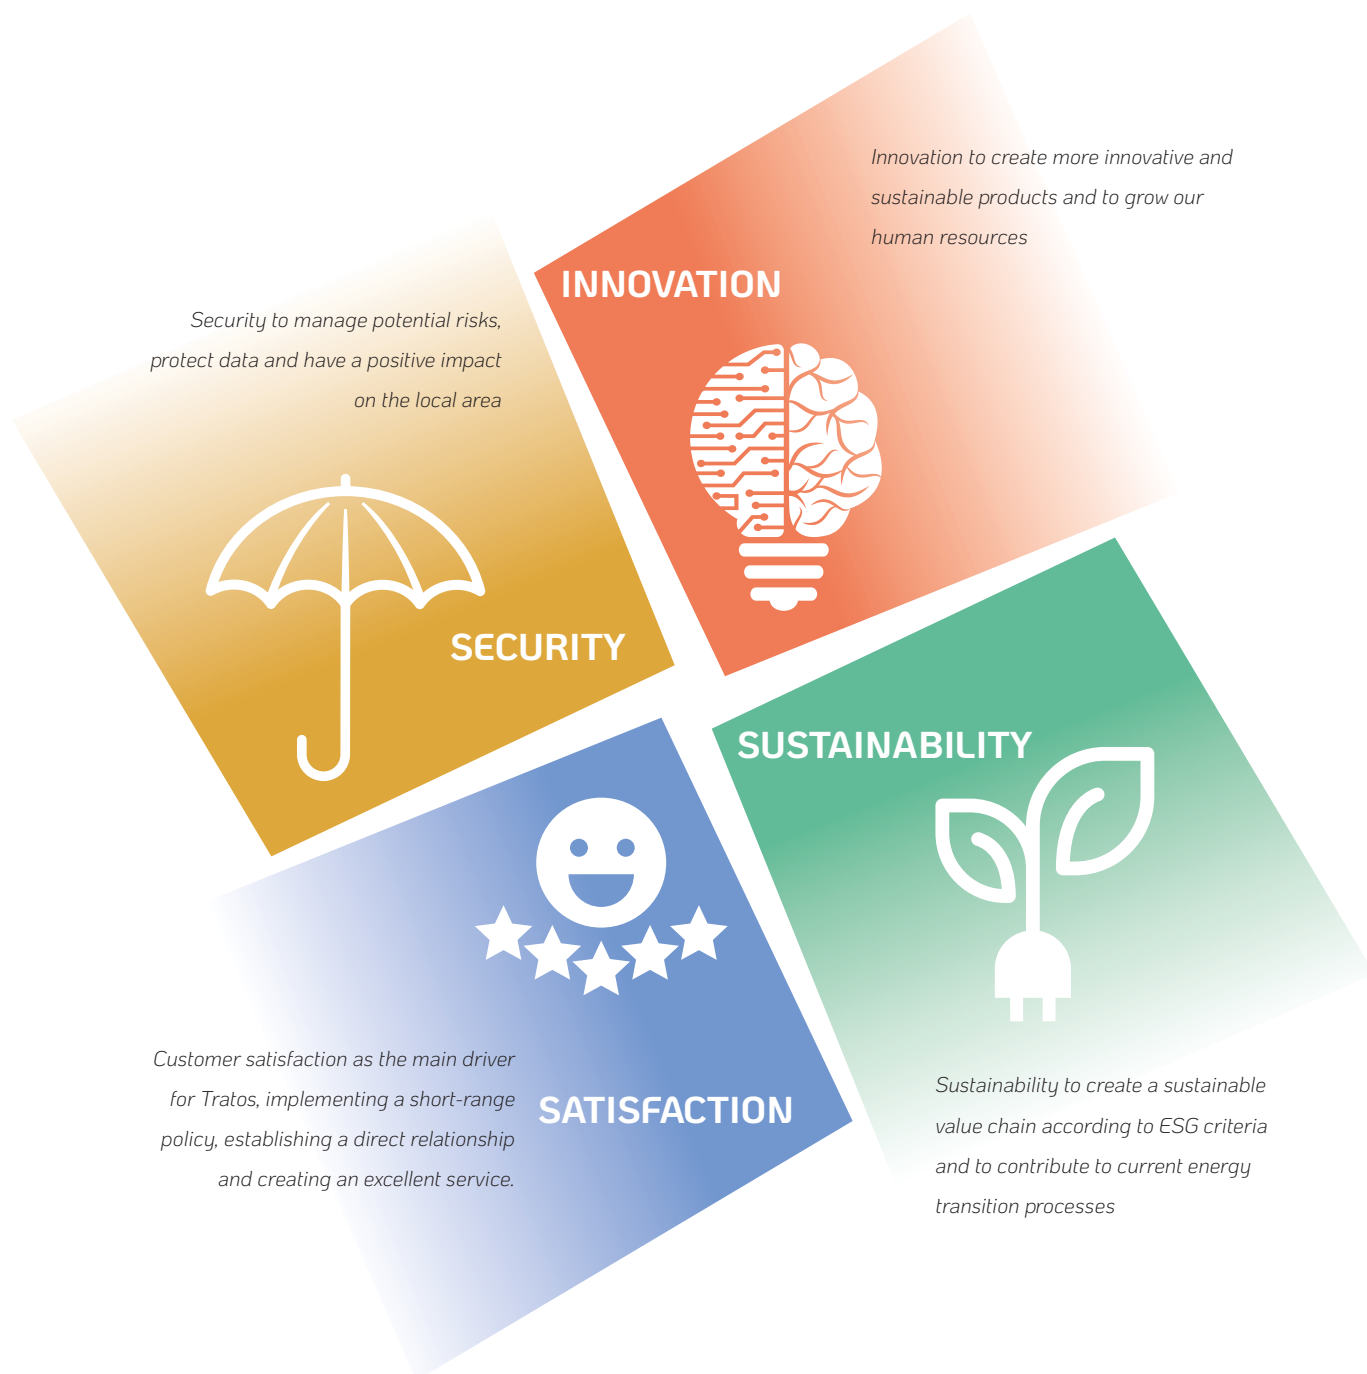 Innovation to create more innovative and
sustainable products and to grow our
human resources
INNOVATION
Security to manage potential risks,
protect data and have a positive impact
on the local area
SECURITY
SUSTAINABILITY
Sustainability to create a sustainable
value chain according to ESG criteria
and to contribute to current energy
transition processes
Customer satisfaction as the main driver
for Tratos, implementing a short-range
policy, establishing a direct relationship
and creating an excellent service.
SATISFACTION